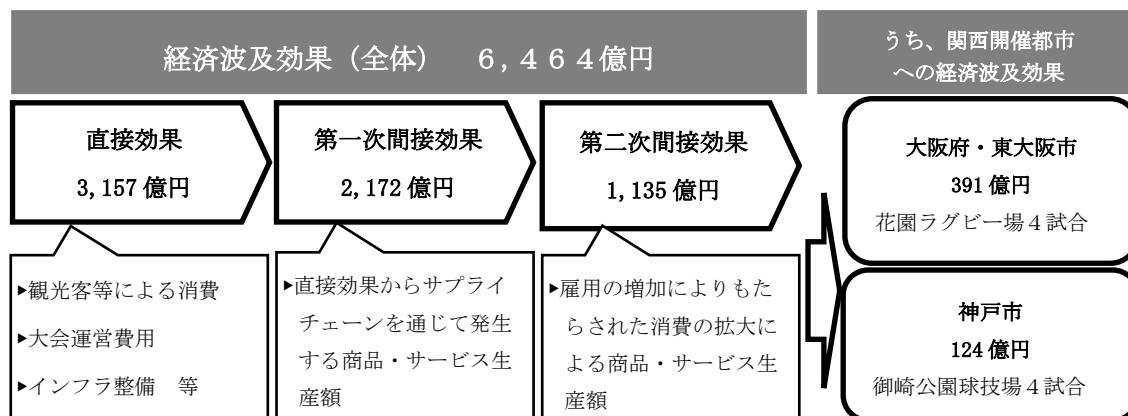 経済波及効果（全体）　６,４６４億円
うち、関西開催都市
への経済波及効果
直接効果
3,157 億円
第一次間接効果
2,172 億円
第二次間接効果
1,135 億円
▶観光客等による消費
▶大会運営費用
▶インフラ整備　等
▶直接効果からサプライ
チェーンを通じて発生
する商品・サービス生
産額
▶雇用の増加によりもた
らされた消費の拡大に
よる商品・サービス生
産額
大阪府・東大阪市
391 億円
花園ラグビー場４試合
神戸市
124 億円
御崎公園球技場４試合